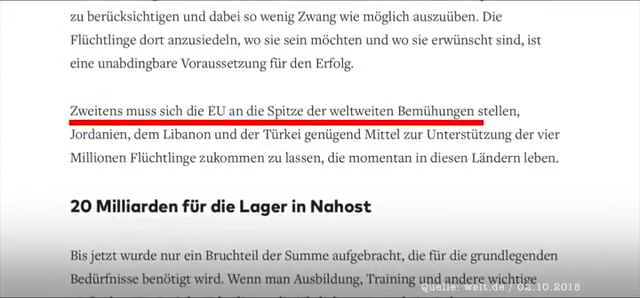 zu berücksichtigen und dabei so wenig Zwang wie möglich auszuüben. Die
Flüchtlinge dort anzusiedeln, wo sie sein möchten und wo sie erwünscht sind, ist
eine unabdingbare Voraussetzung für den Erfolg.
Zweitens muss sich die EU an die Spitze der weltweiten Bemühungen stellen,
Jordanien, dem Libanon und der Türkei genügend Mittel zur Unterstützung der vier
Millionen Flüchtlinge zukommen zu lassen, die momentan in diesen Ländern leben.
20 Milliarden für die Lager in Nahost
Bis jetzt wurde nur ein Bruchteil der Summe aufgebracht, die für die grundlegenden
Bedürfnisse benötigt wird. Wenn man Ausbildung, Training und andere wichtige
Quelle: welt.de / 02.10.2015